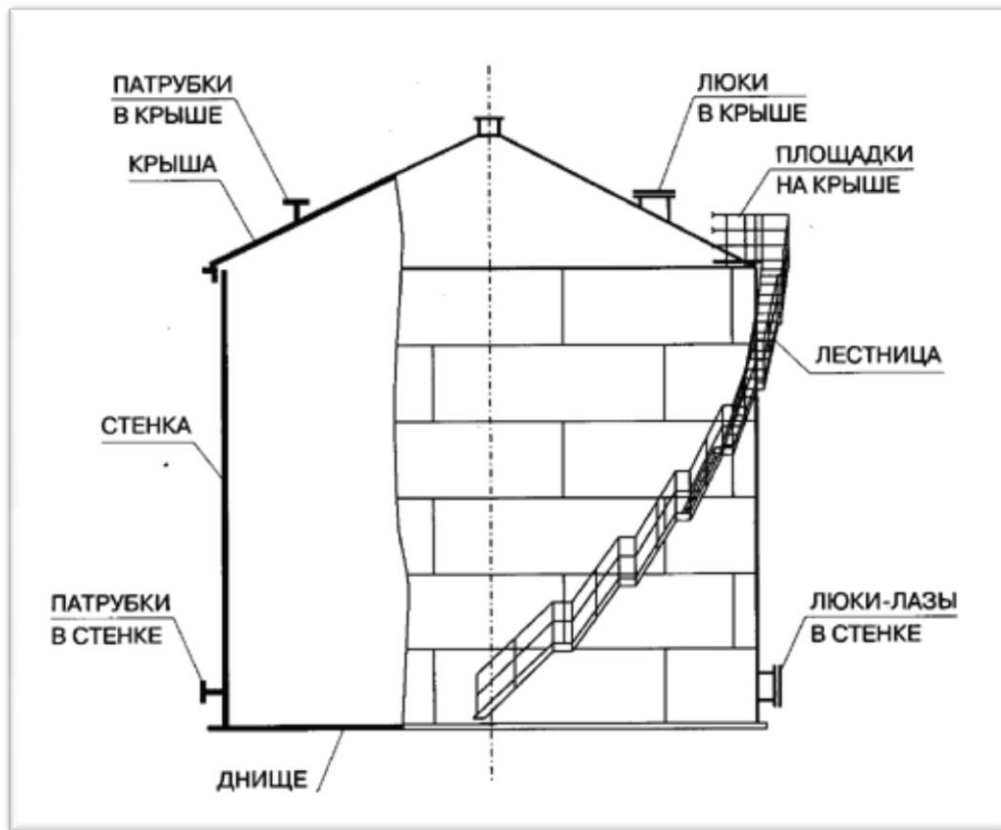 ПАТРУБКИ
В КРЫШЕ
КРЫША
ЛЮКИ
В КРЫШЕ
ПЛОЩАДКИ
НА КРЫШЕ
ЛЕСТНИЦА
СТЕНКА
ПАТРУБКИ
В СТЕНКЕ
ЛЮКИ-ЛАЗЫ
В СТЕНКЕ
ДНИЩЕ